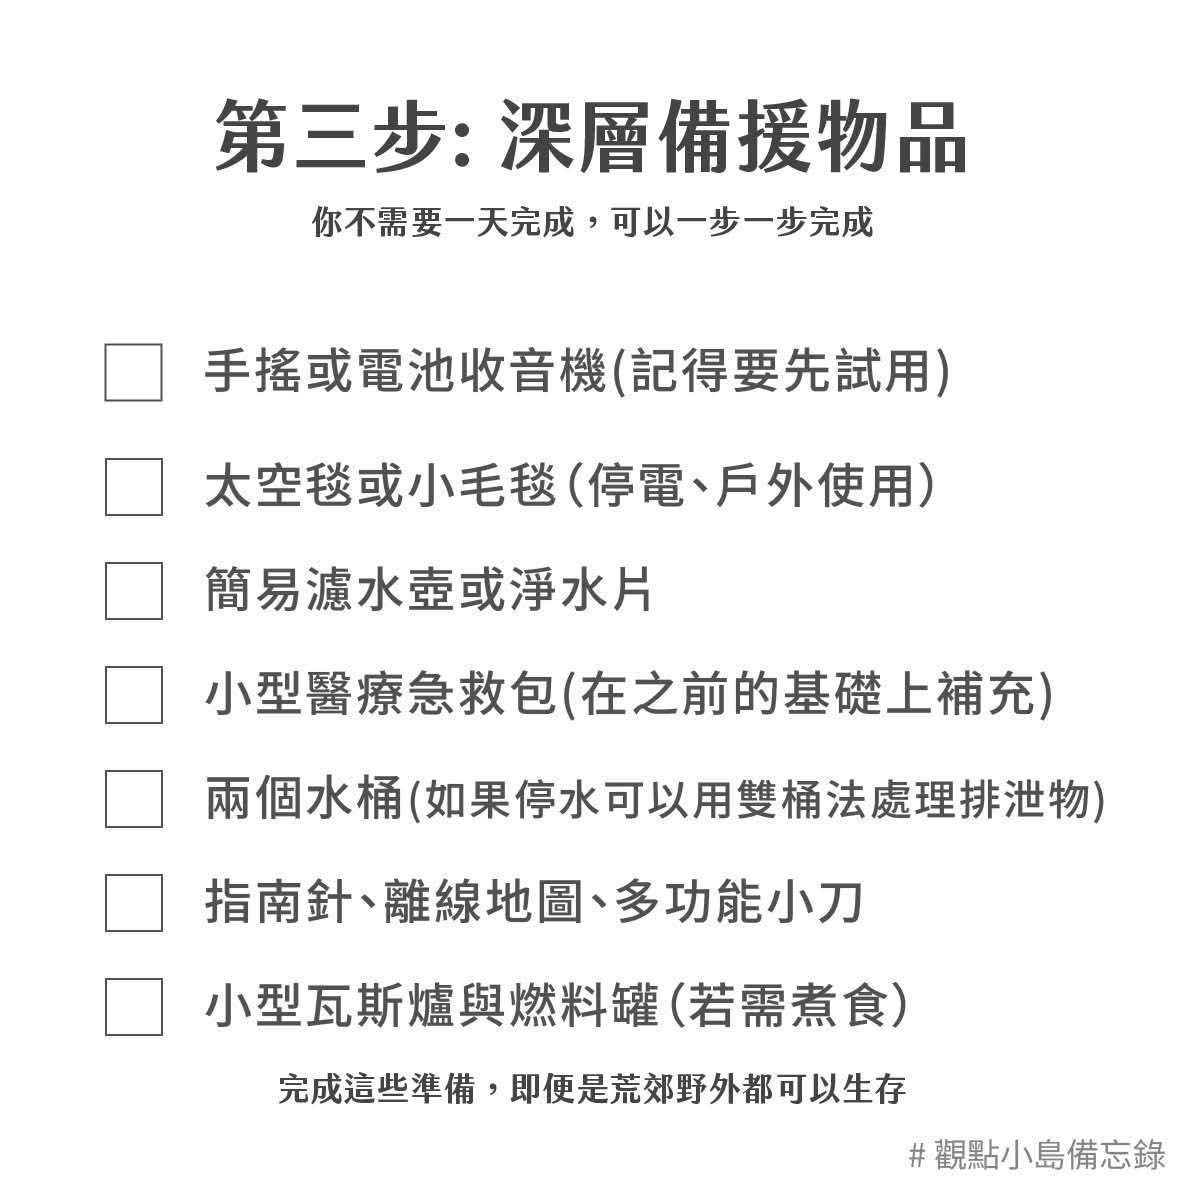 第三步: 深層備援物品
你不需要一天完成，可以一步一步完成
手搖或電池收音機(記得要先試用)
太空毯或小毛毯（停電、戶外使用）
簡易濾水壺或淨水片
小型醫療急救包(在之前的基礎上補充)
兩個水桶(如果停水可以用雙桶法處理排泄物)
指南針、離線地圖、多功能小刀
小型瓦斯爐與燃料罐（若需煮食）
完成這些準備，即便是荒郊野外都可以生存
# 觀點小島備忘錄